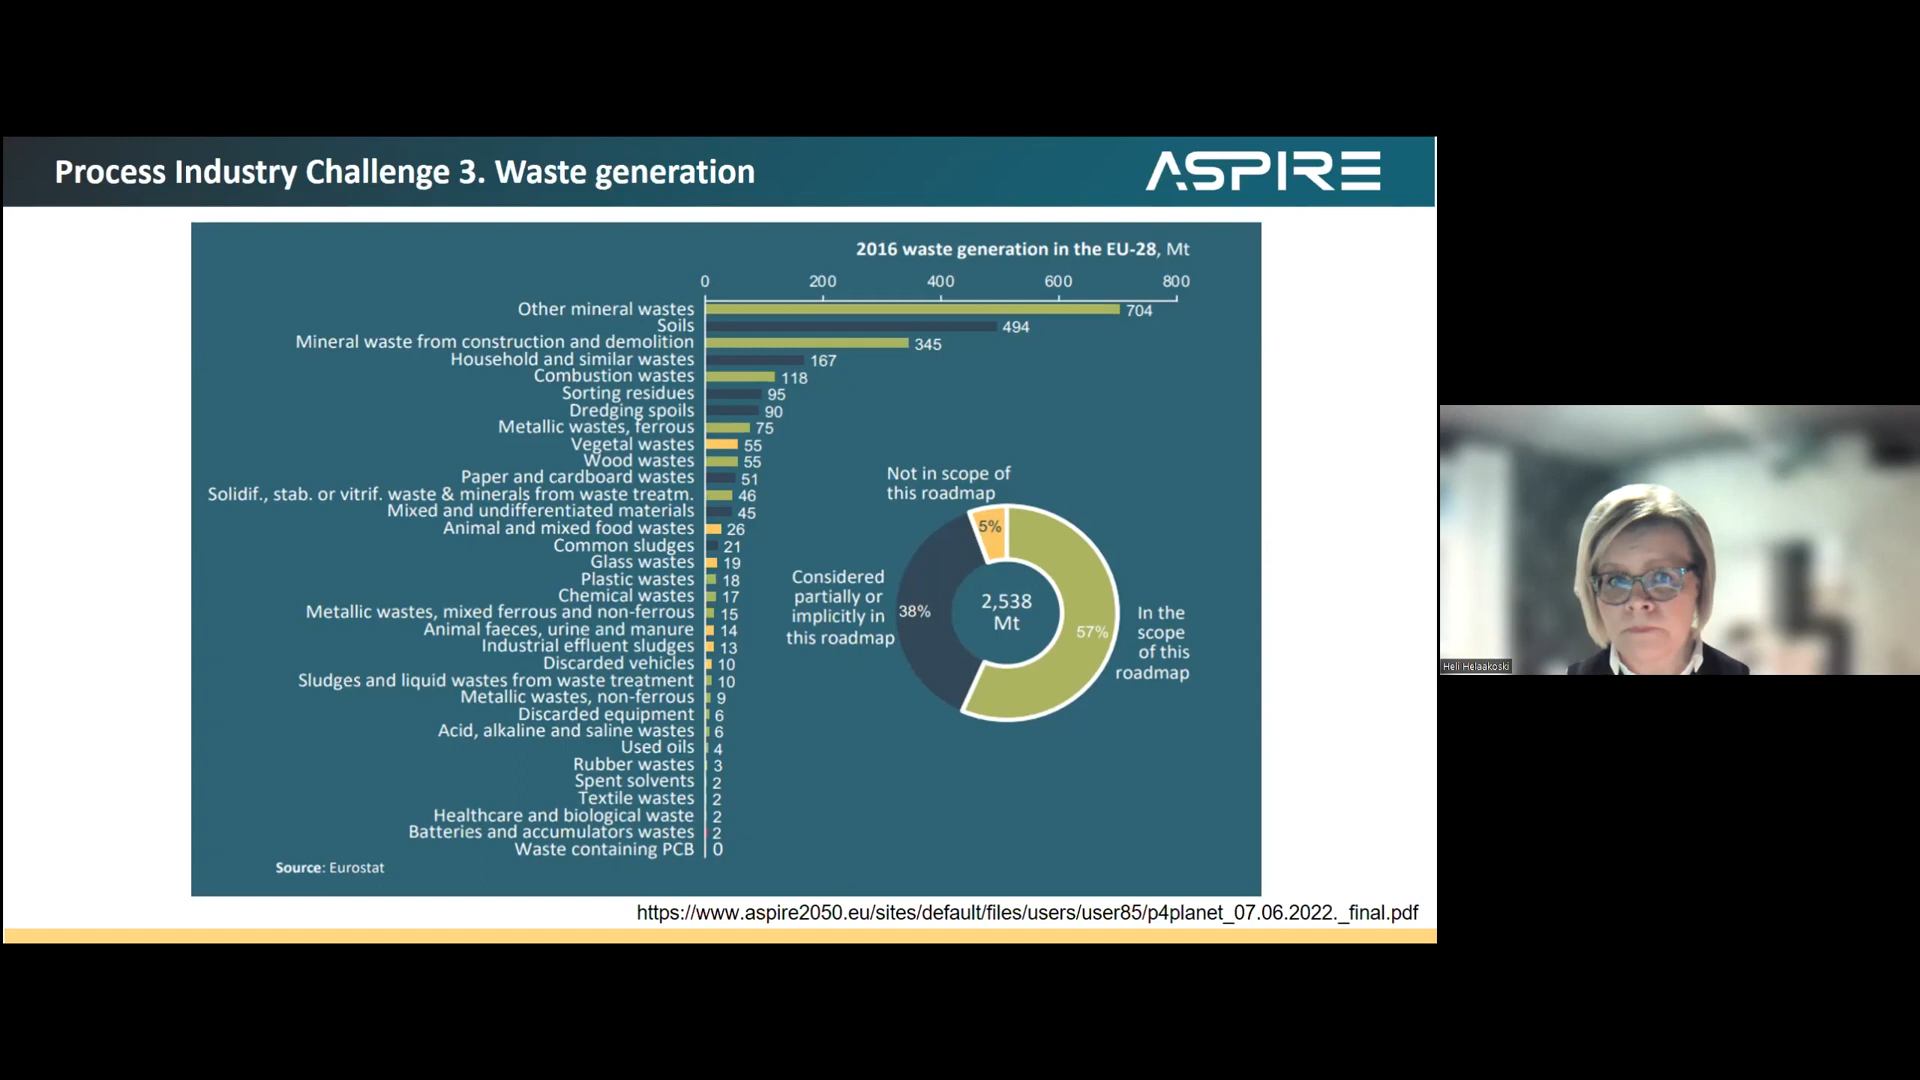 Process Industry Challenge 3. Waste generation
ASPIRE
2016 waste generation in the EU-28, Mt
0 200 400 600 800
Other mineral wastes 704
Soils 494
Mineral waste from construction and demolition 345
Household and similar wastes 167
Combustion wastes 118
Sorting residues 95
Dredging spoils 90
Metallic wastes, ferrous 75
Vegetal wastes 55
Wood wastes 55
Paper and cardboard wastes 51
Solidif., stab. or vitrif. waste & minerals from waste treatm. 46
Mixed and undifferentiated materials 45
Animal and mixed food wastes 26
Common sludges 21
Glass wastes 19
Plastic wastes 18
Chemical wastes 17
Metallic wastes, mixed ferrous and non-ferrous 15
Animal faeces, urine and manure 14
Industrial effluent sludges 13
Discarded vehicles 10
Sludges and liquid wastes from waste treatment 10
Metallic wastes, non-ferrous 9
Discarded equipment 6
Acid, alkaline and saline wastes 6
Used oils 4
Rubber wastes 3
Spent solvents 2
Textile wastes 2
Healthcare and biological waste 2
Batteries and accumulators wastes 2
Waste containing PCB 0
Source: Eurostat
Not in scope of
this roadmap
5%
Considered
partially or
implicitly in
this roadmap
38%
2,538
Mt
57%
In the
scope
of this
roadmap
https://www.aspire2050.eu/sites/default/files/users/user85/p4planet_07.06.2022._final.pdf
Heli Helaakoski